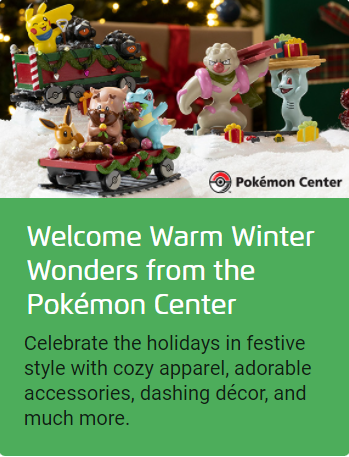 Pokémon Center
Welcome Warm Winter
Wonders from the
Pokémon Center
Celebrate the holidays in festive
style with cozy apparel, adorable
accessories, dashing décor, and
much more.